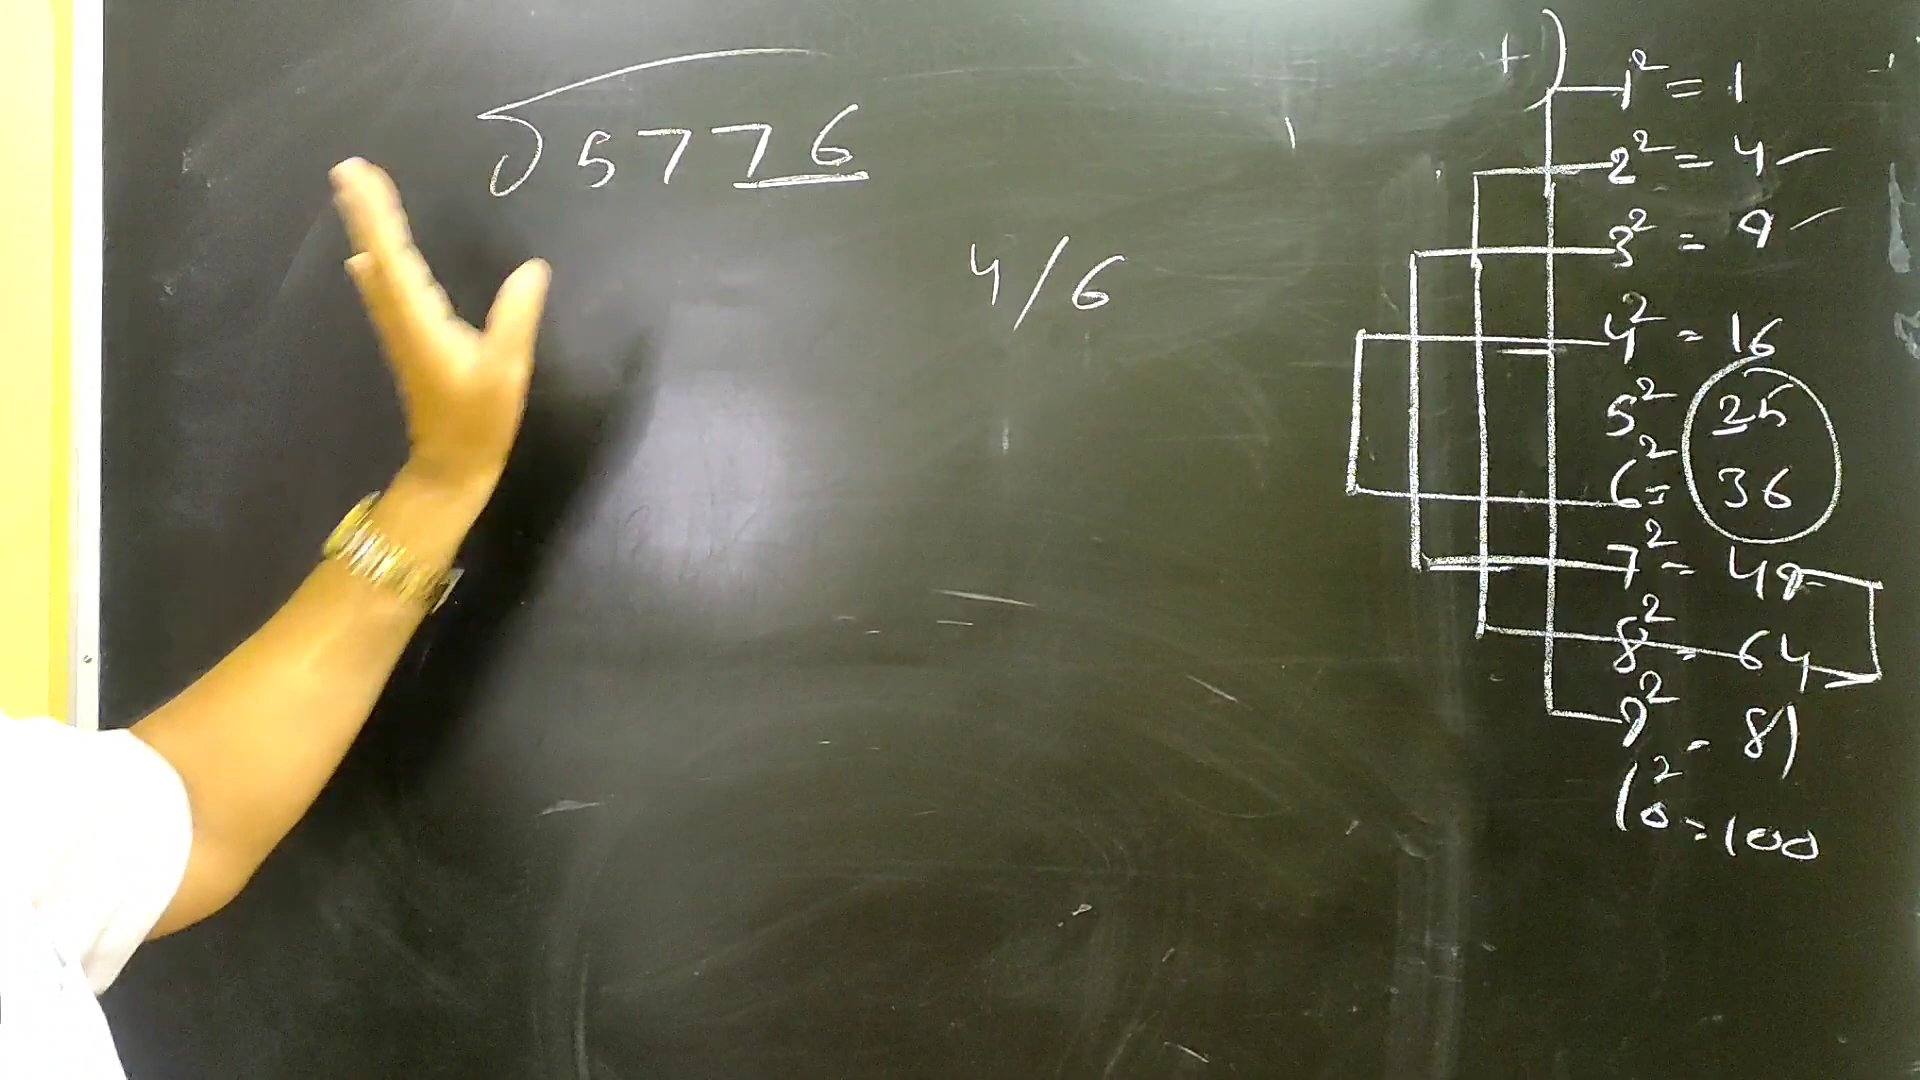 √5776
4/6
1² = 1
2² = 4
3² = 9
4² = 16
5² 25
6² = 36
7² = 49
8² = 64
9² = 81
10² = 100